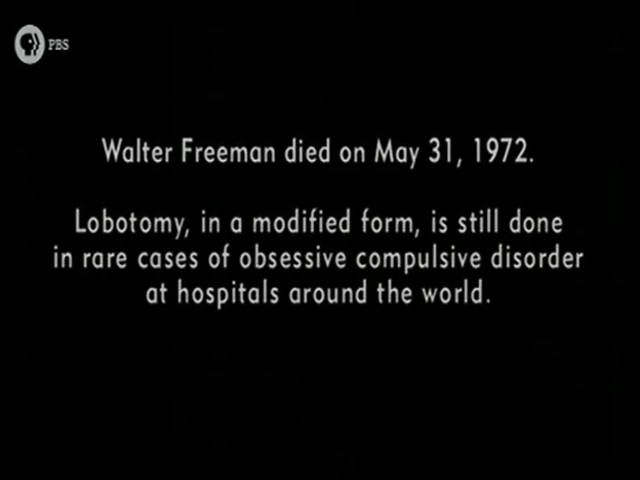 PBS
Walter Freeman died on May 31, 1972.
Lobotomy, in a modified form, is still done
in rare cases of obsessive compulsive disorder
at hospitals around the world.